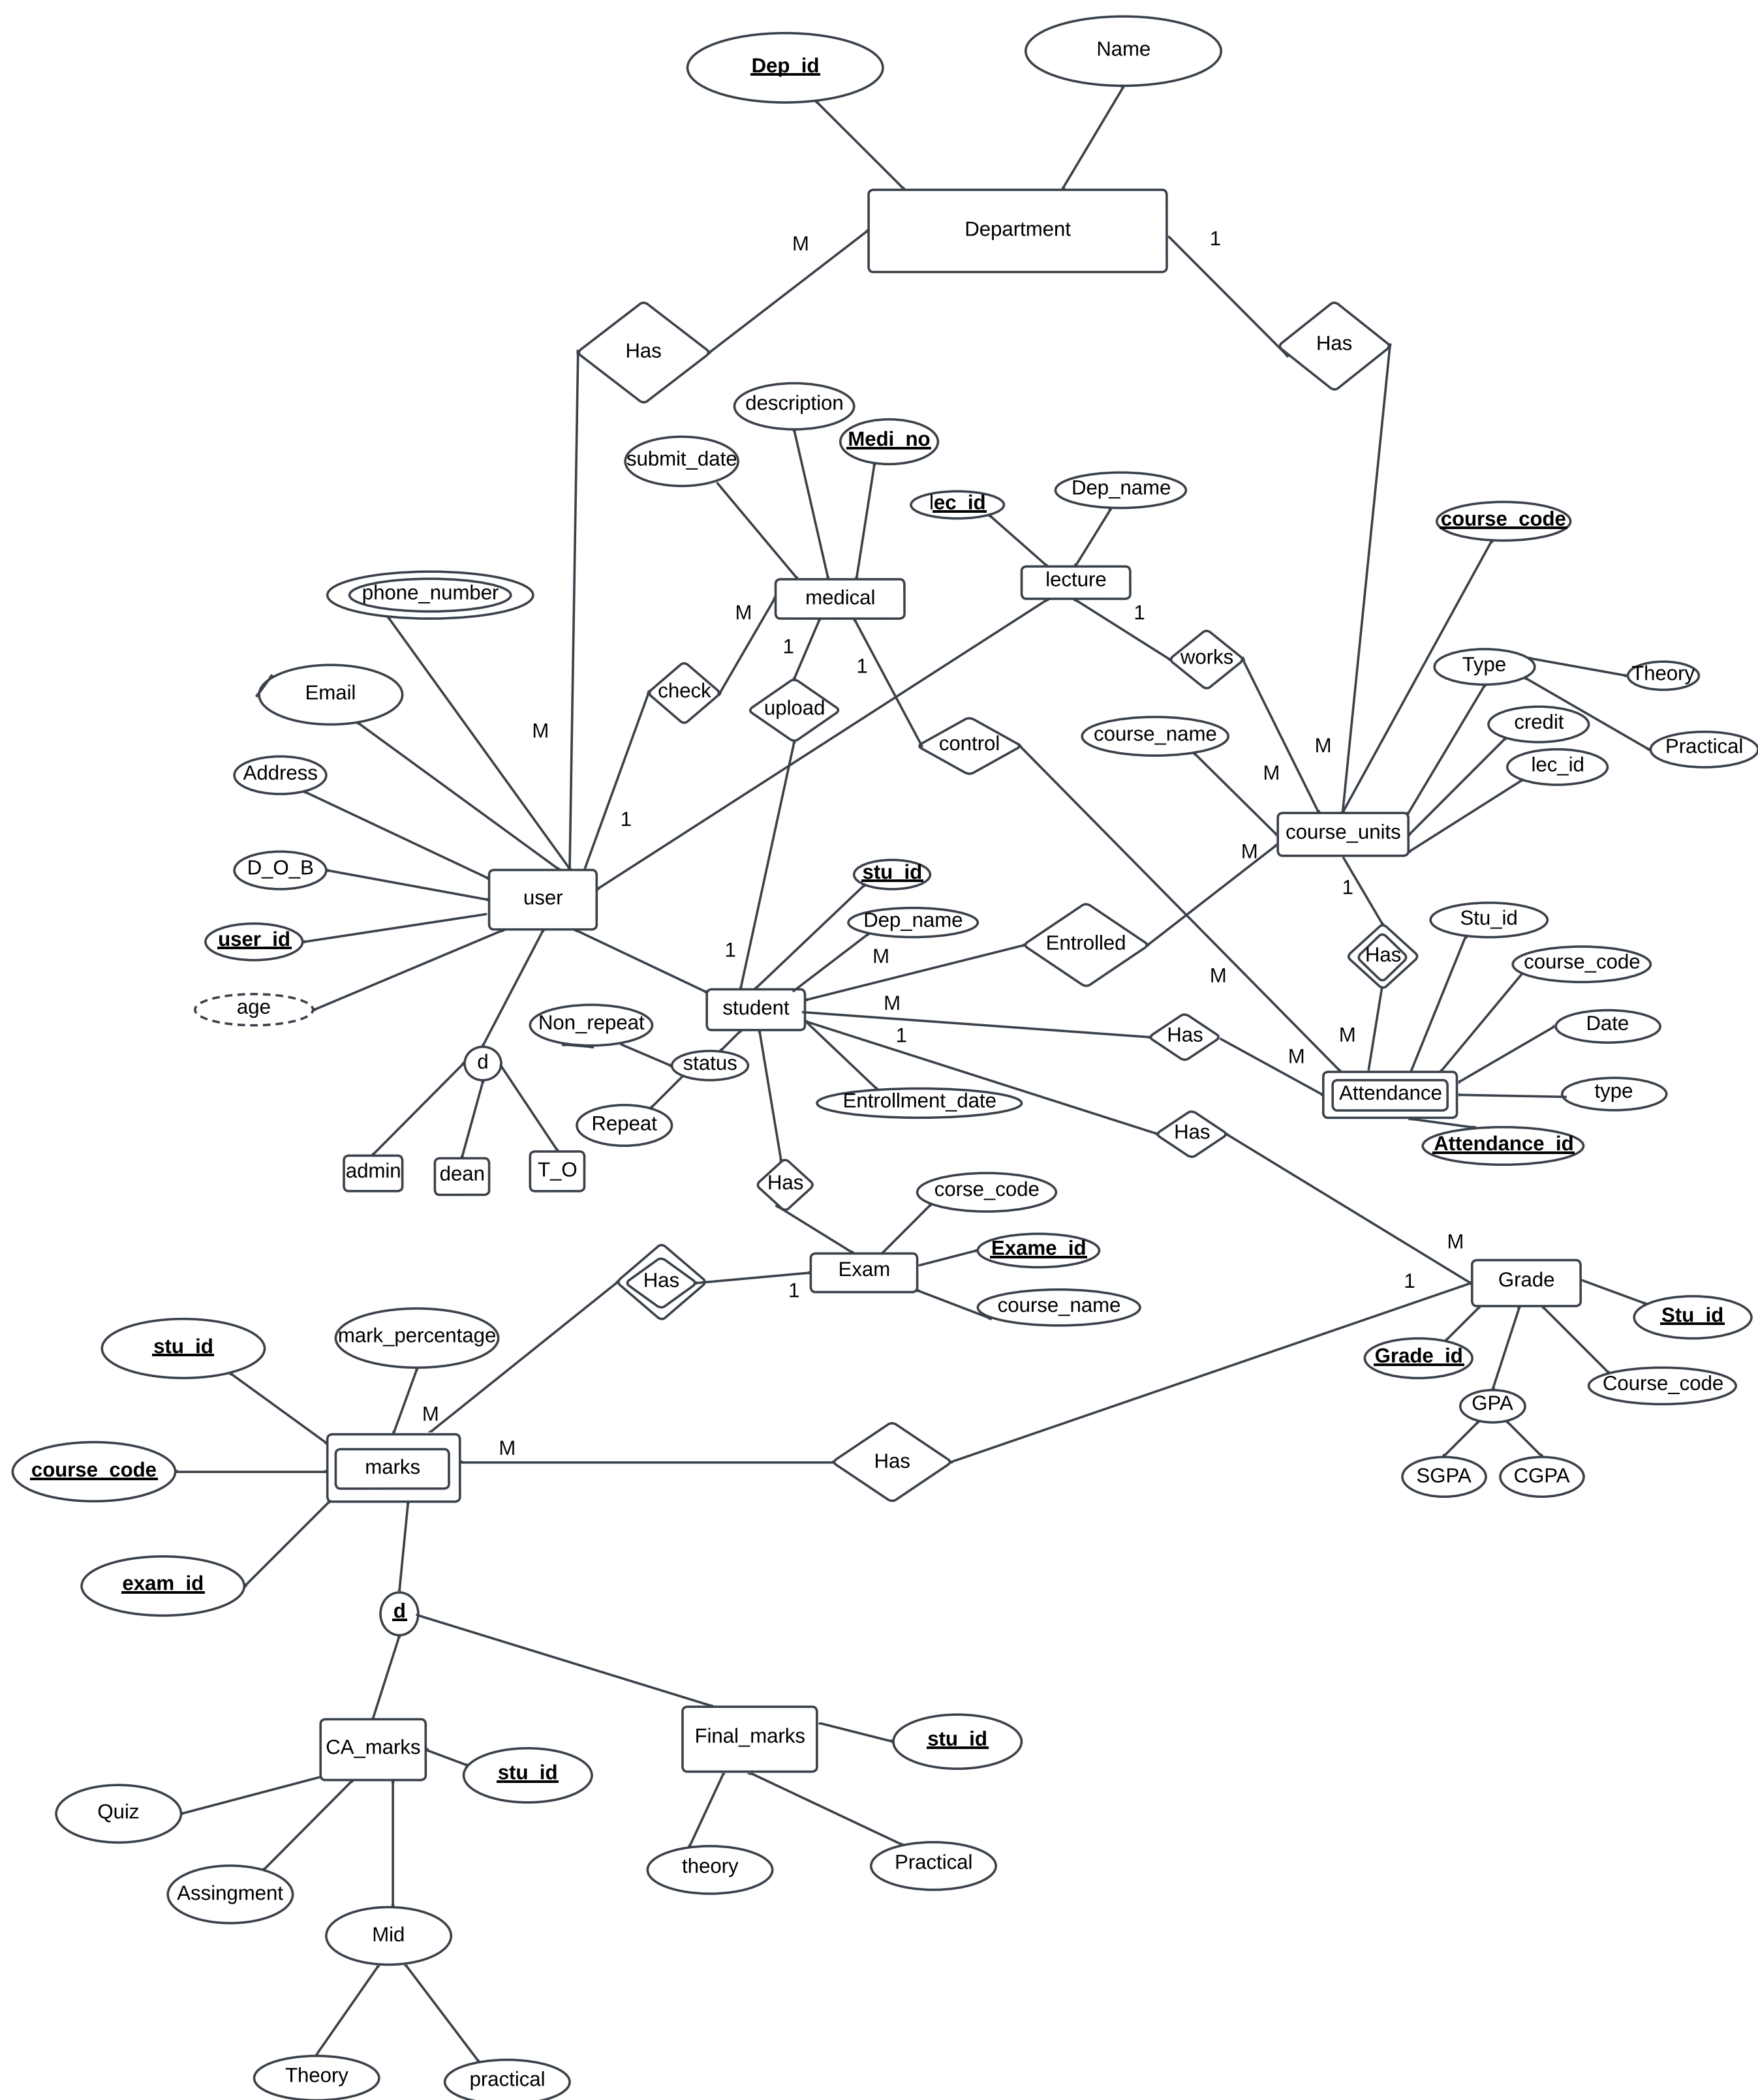 Name
Dep_id
Department
M
1
Has
Has
description
Medi_no
submit_date
Dep_name
lec_id
course_code
lecture
phone_number
medical
M
1
1
1
works
Type
Theory
Email
check
upload
credit
M
course_name
control
M
Practical
lec_id
Address
M
1
course_units
M
D_O_B
stu_id
1
user
Dep_name
Stu_id
user_id
Entrolled
1
M
Has
course_code
M
age
student
M
Non_repeat
Date
1
Has
M
d
status
M
Attendance
type
Entrollment_date
Repeat
Has
Attendance_id
admin
dean
T_O
Has
corse_code
M
Exame_id
Exam
Has
1
1
Grade
course_name
Stu_id
mark_percentage
stu_id
Grade_id
Course_code
GPA
M
M
Has
marks
course_code
SGPA
CGPA
exam_id
d
Final_marks
stu_id
CA_marks
stu_id
Quiz
theory
Practical
Assingment
Mid
Theory
practical